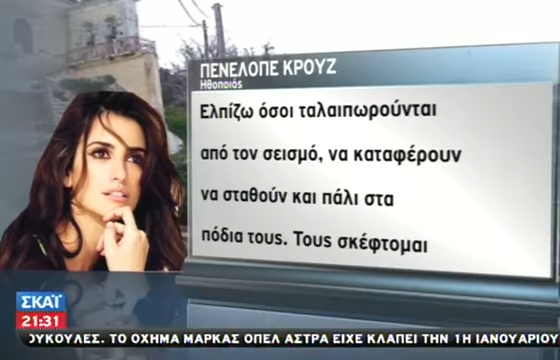 ΠΕΝΕΛΟΠΕ ΚΡΟΥΖ
Ηθοποιός
Ελπίζω όσοι ταλαιπωρούνται
από τον σεισμό, να καταφέρουν
να σταθούν και πάλι στα
πόδια τους. Τους σκέφτομαι
ΣΚΑΪ
21:31
ΟΥΚΟΥΛΕΣ. ΤΟ ΟΧΗΜΑ ΜΑΡΚΑΣ ΟΠΕΛ ΑΣΤΡΑ ΕΙΧΕ ΚΛΑΠΕΙ ΤΗΝ 1Η ΙΑΝΟΥΑΡΙΟΥ